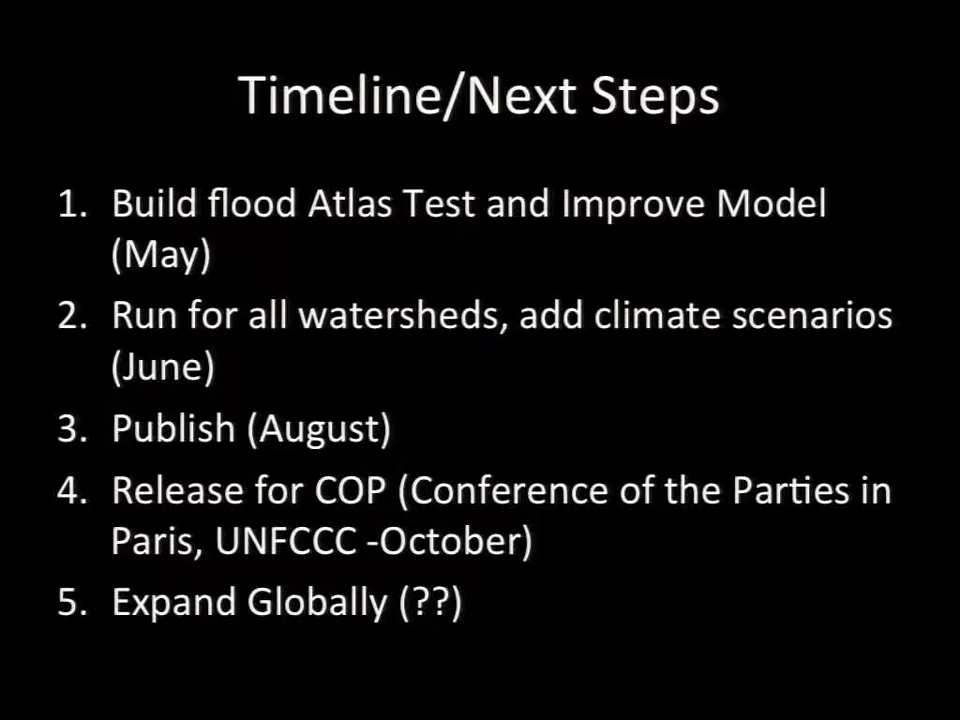 Timeline/Next Steps
1. Build flood Atlas Test and Improve Model
(May)
2. Run for all watersheds, add climate scenarios
(June)
3. Publish (August)
4. Release for COP (Conference of the Parties in
Paris, UNFCCC -October)
5. Expand Globally (??)